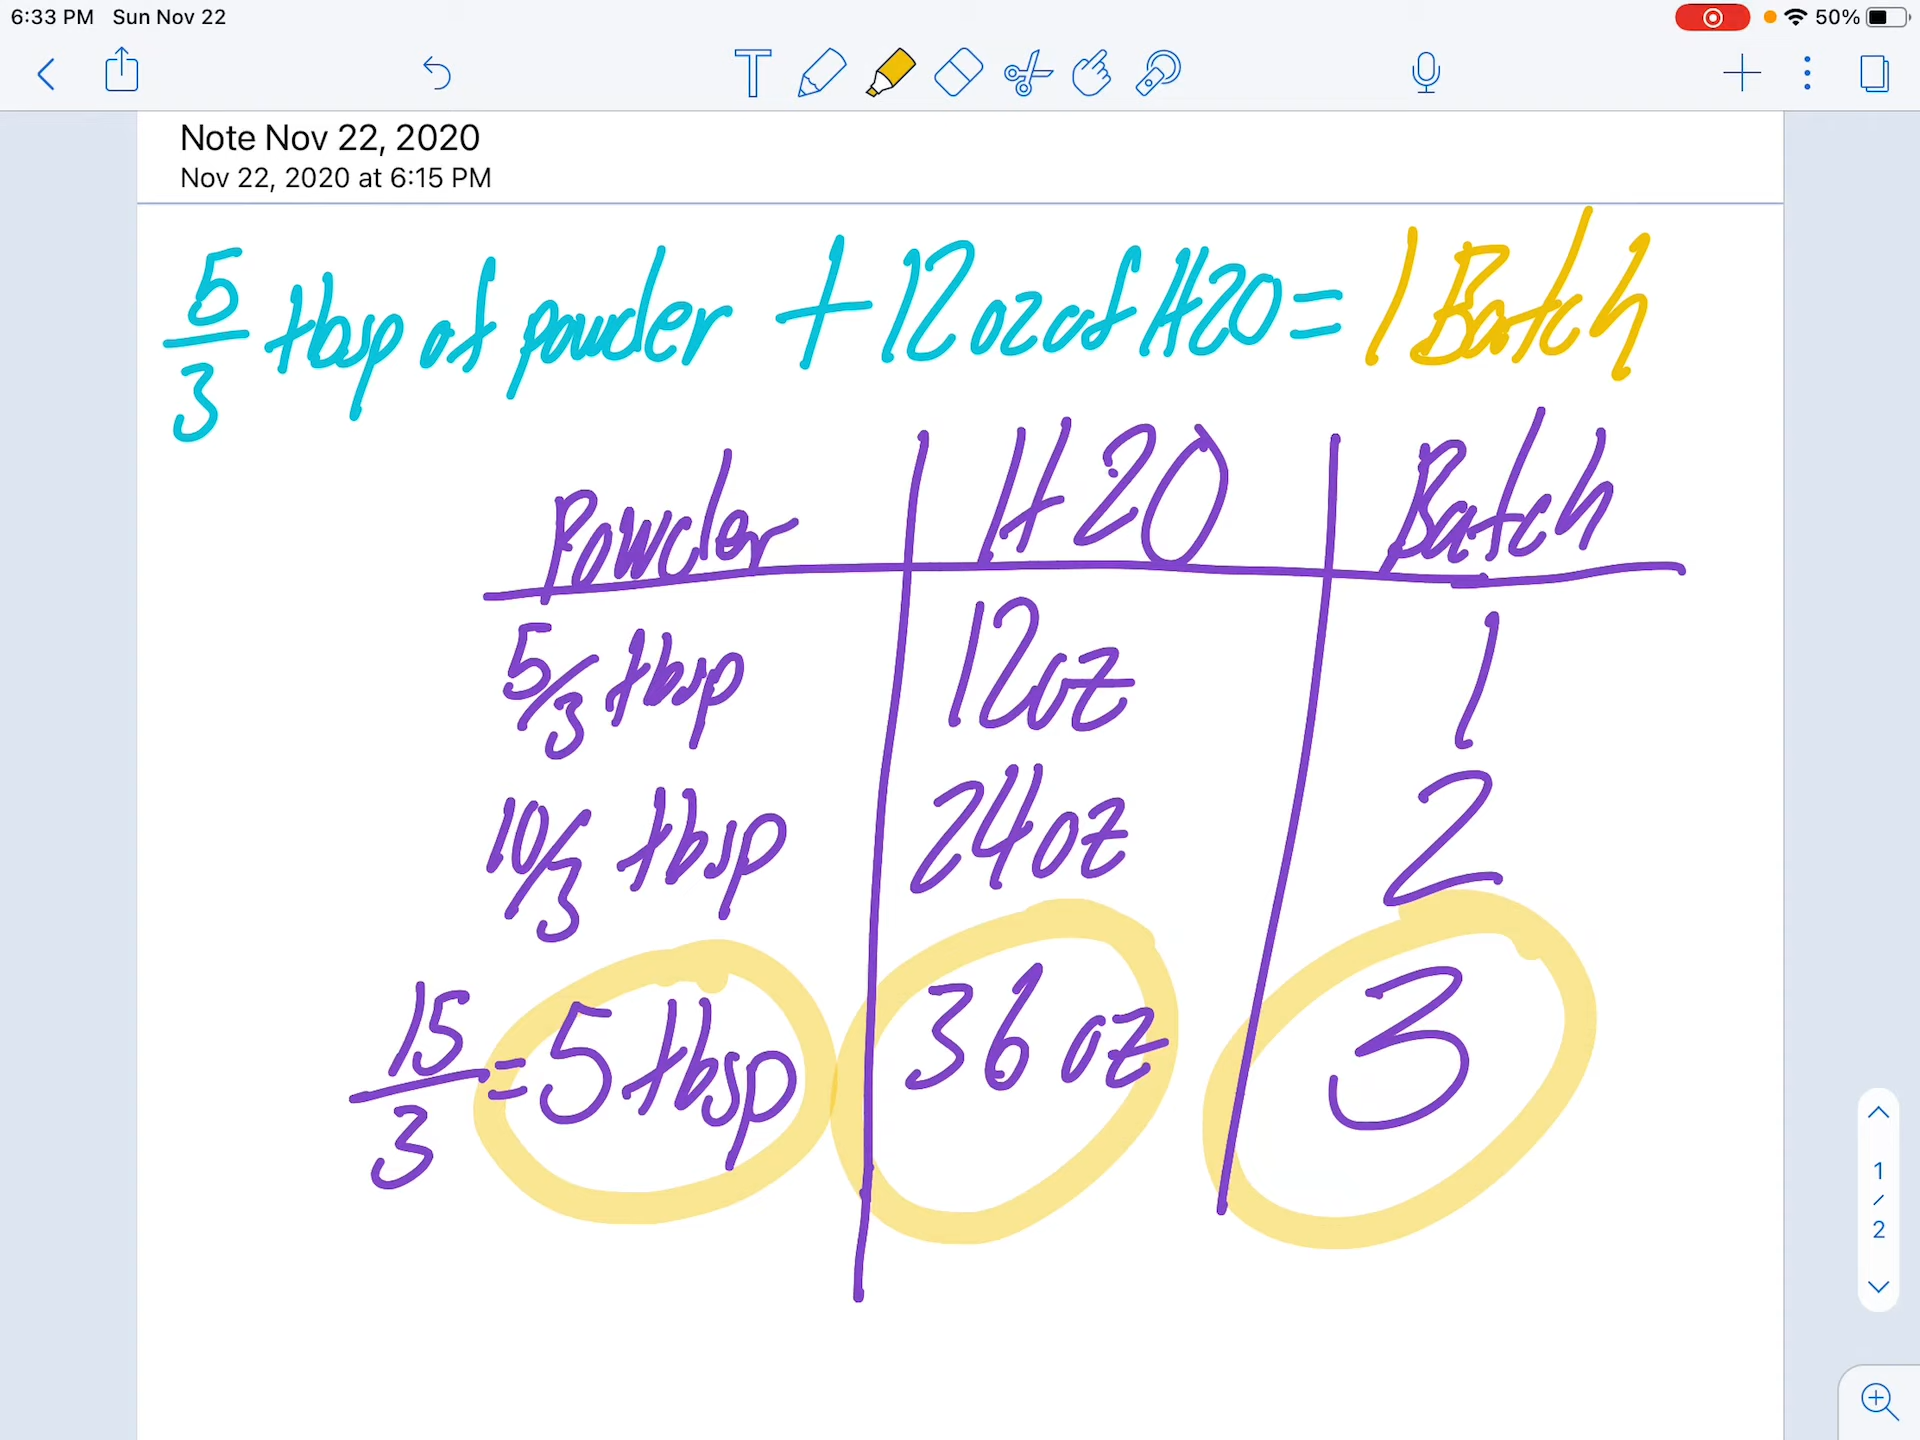 6:33 PM Sun Nov 22 50%
T
Note Nov 22, 2020
Nov 22, 2020 at 6:15 PM
5/3 tbsp of powder + 12 oz of H20 = 1 Batch
Powder H20 Batch
5/3 tbsp 12oz 1
10/3 tbsp 24oz 2
15/3 = 5 tbsp 36 oz 3
1
/
2